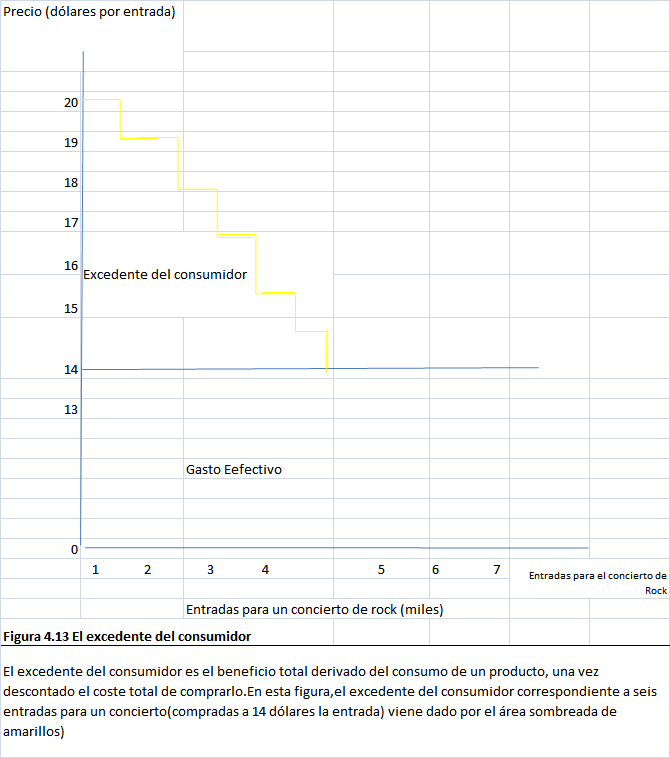 Precio (dólares por entrada)
20
19
18
17
16
Excedente del consumidor
15
14
13
Gasto Eefectivo
0
1 2 3 4 5 6 7
Entradas para el concierto de
Rock
Entradas para un concierto de rock (miles)
Figura 4.13 El excedente del consumidor
El excedente del consumidor es el beneficio total derivado del consumo de un producto, una vez
descontado el coste total de comprarlo.En esta figura,el excedente del consumidor correspondiente a seis
entradas para un concierto(compradas a 14 dólares la entrada) viene dado por el área sombreada de
amarillos)